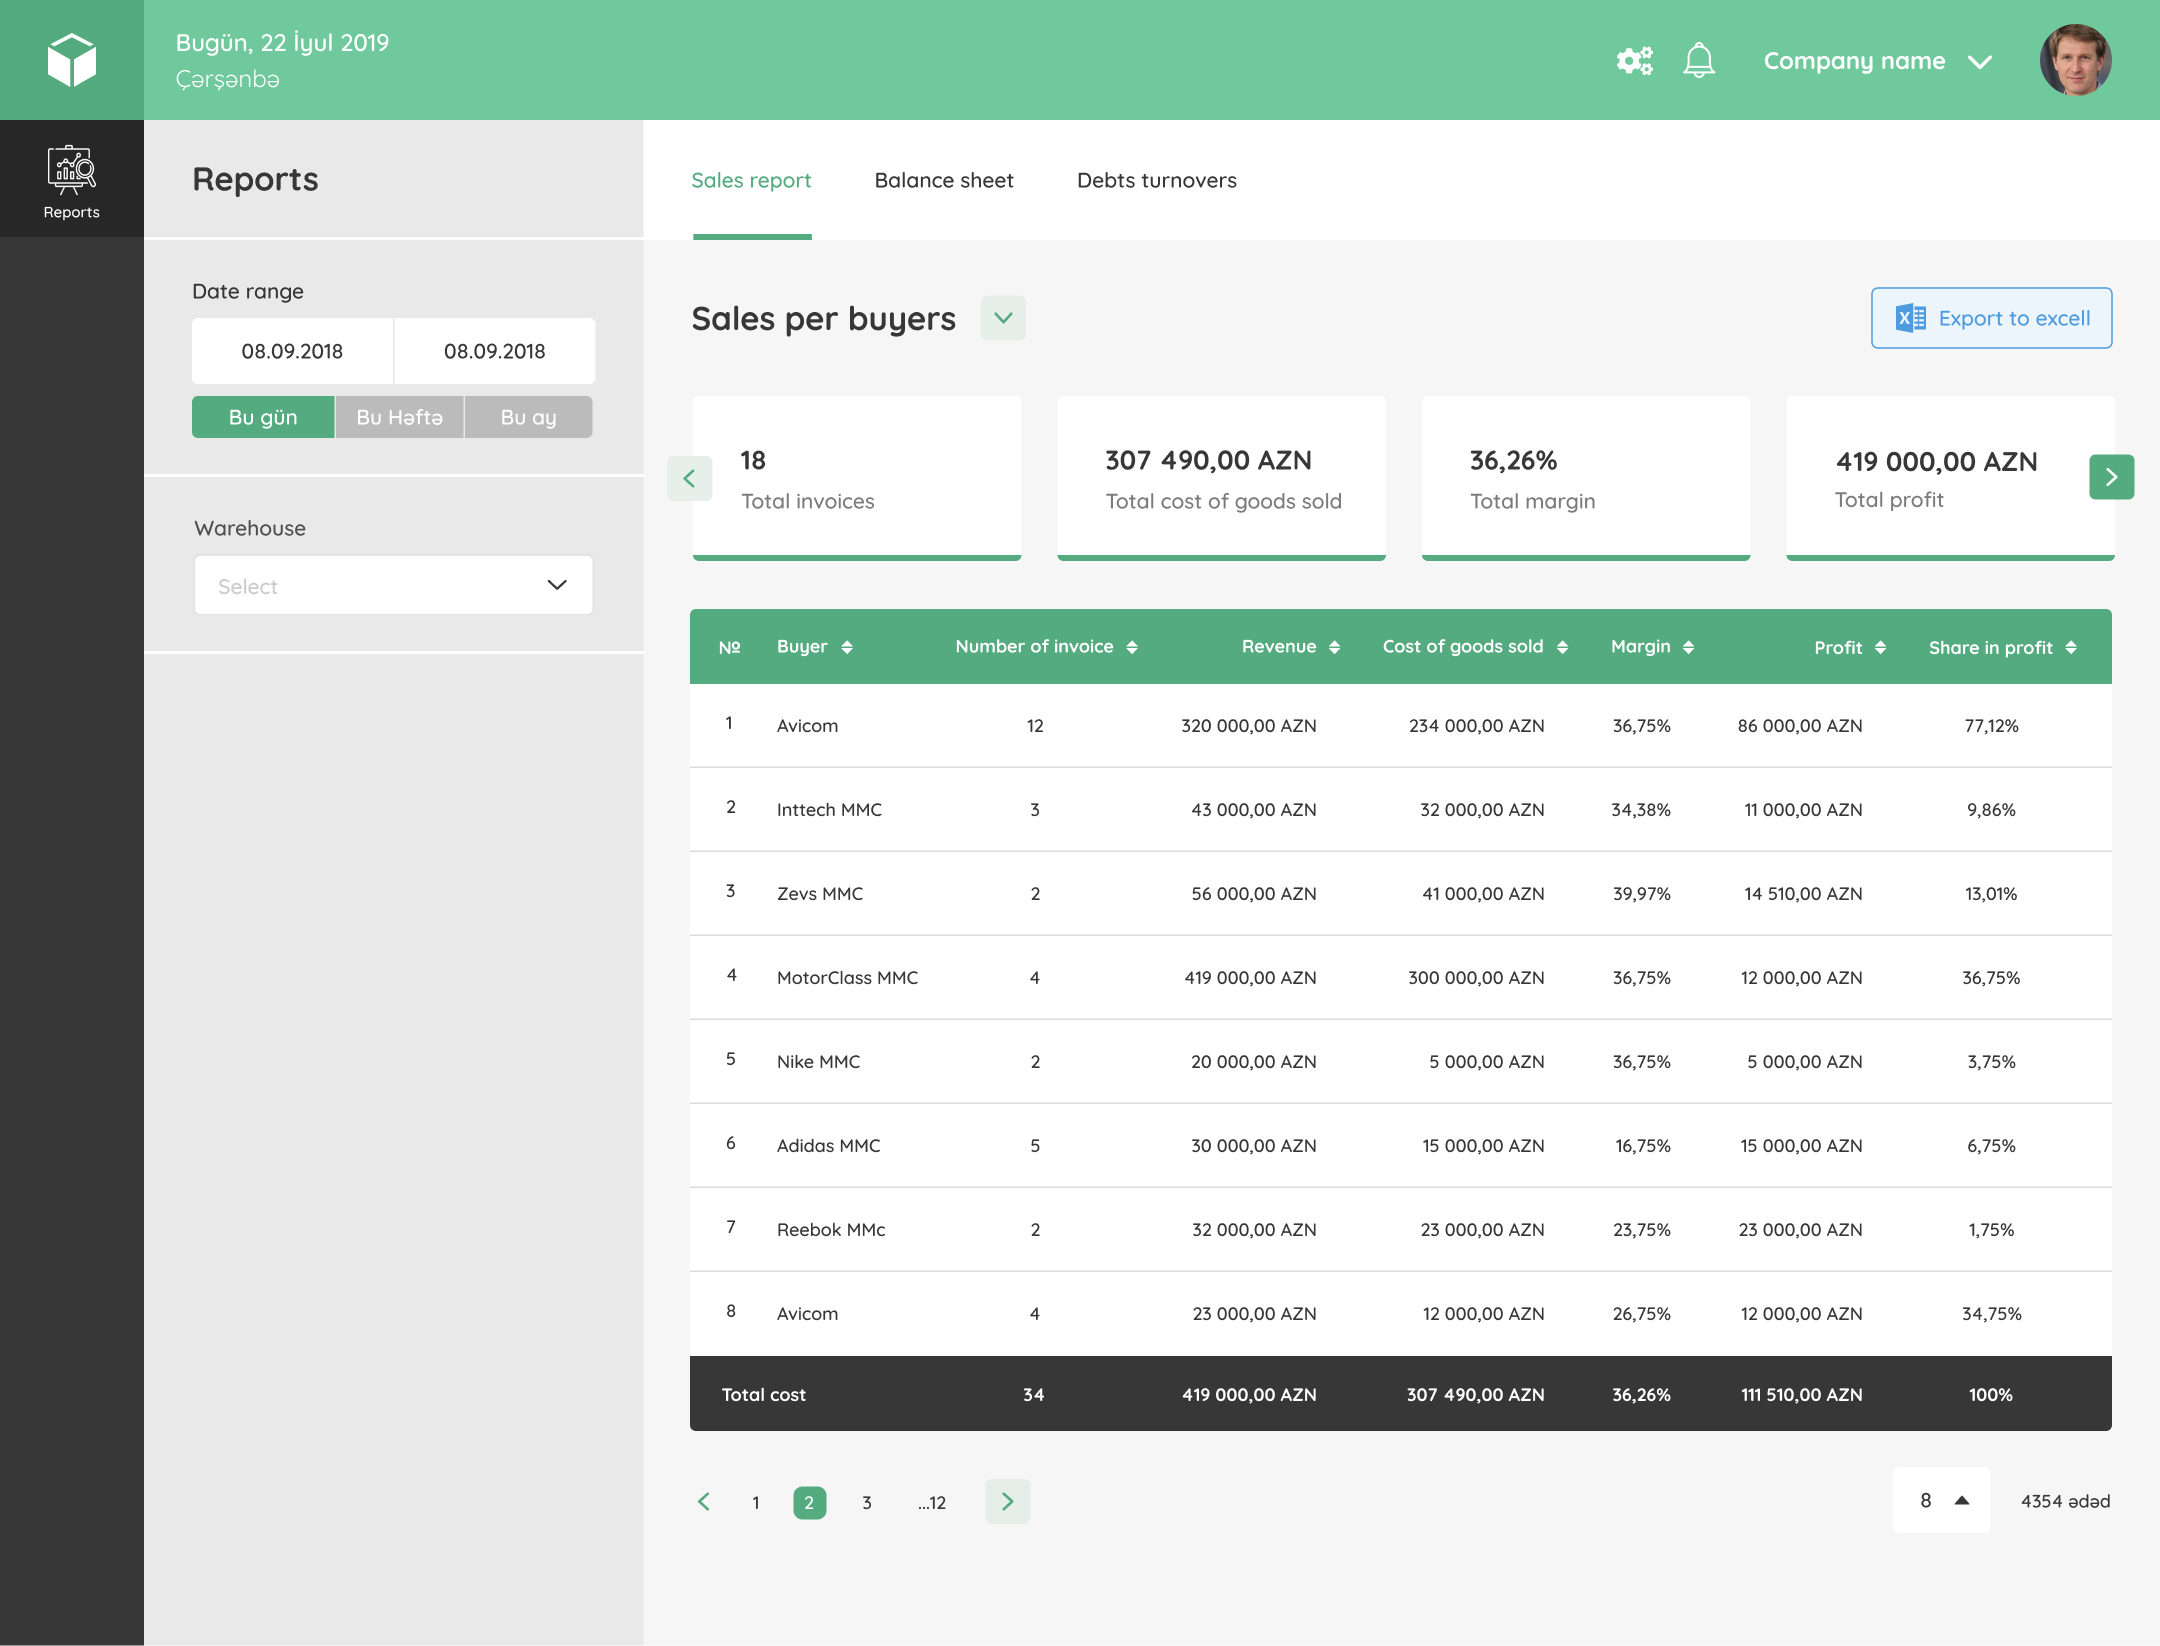 Bugün, 22 İyul 2019
Çərşənbə
Company name
Reports
Reports
Date range
08.09.2018 08.09.2018
Bu gün Bu Həftə Bu ay
Warehouse
Select
Sales report Balance sheet Debts turnovers
Sales per buyers
X Export to excell
18
Total invoices
307 490,00 AZN
Total cost of goods sold
36,26%
Total margin
419 000,00 AZN
Total profit
№ Buyer Number of invoice Revenue Cost of goods sold Margin Profit Share in profit
1 Avicom 12 320 000,00 AZN 234 000,00 AZN 36,75% 86 000,00 AZN 77,12%
2 Inttech MMC 3 43 000,00 AZN 32 000,00 AZN 34,38% 11 000,00 AZN 9,86%
3 Zevs MMC 2 56 000,00 AZN 41 000,00 AZN 39,97% 14 510,00 AZN 13,01%
4 MotorClass MMC 4 419 000,00 AZN 300 000,00 AZN 36,75% 12 000,00 AZN 36,75%
5 Nike MMC 2 20 000,00 AZN 5 000,00 AZN 36,75% 5 000,00 AZN 3,75%
6 Adidas MMC 5 30 000,00 AZN 15 000,00 AZN 16,75% 15 000,00 AZN 6,75%
7 Reebok MMc 2 32 000,00 AZN 23 000,00 AZN 23,75% 23 000,00 AZN 1,75%
8 Avicom 4 23 000,00 AZN 12 000,00 AZN 26,75% 12 000,00 AZN 34,75%
Total cost 34 419 000,00 AZN 307 490,00 AZN 36,26% 111 510,00 AZN 100%
1 2 3 ...12
8 4354 ədəd